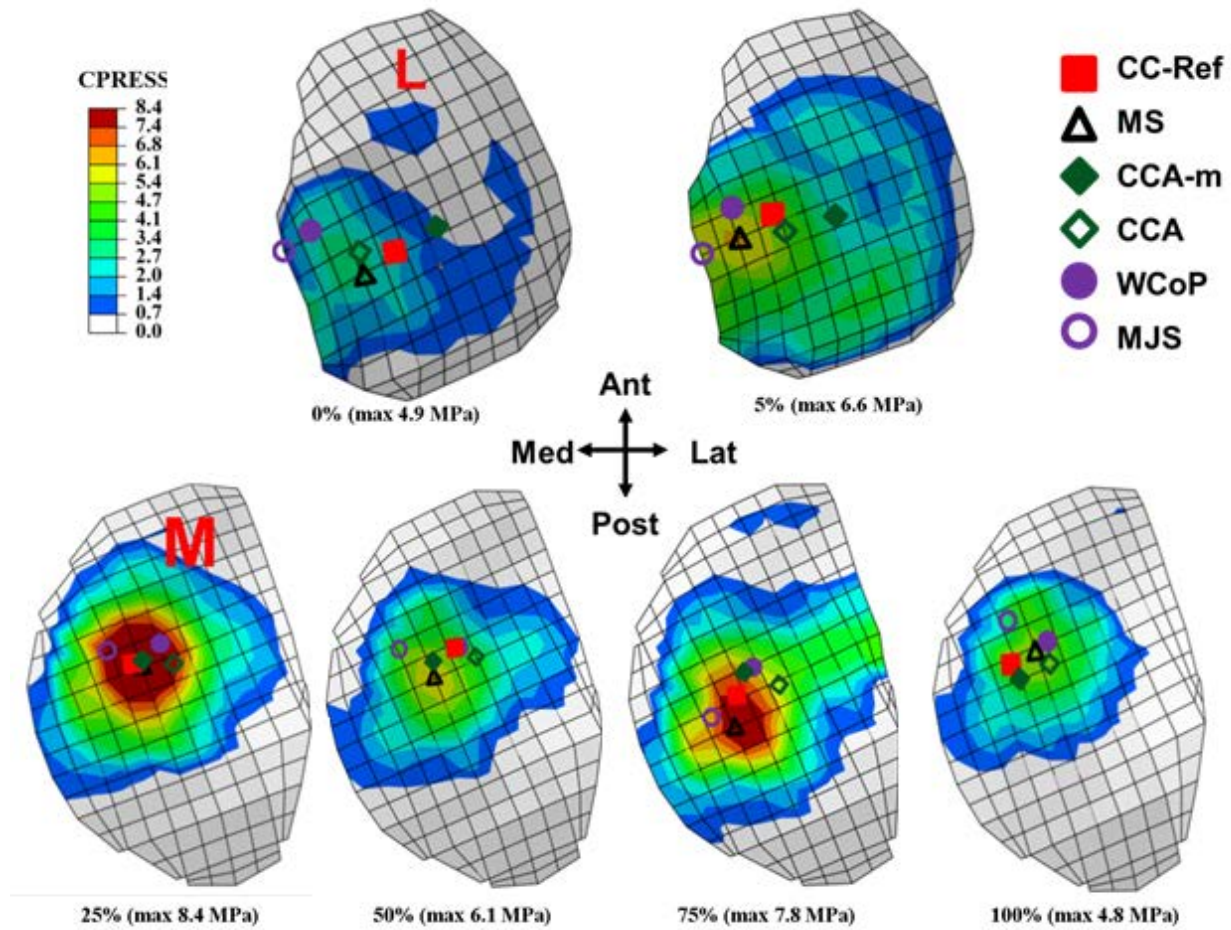 CPRESS
8.4
7.4
6.8
6.1
5.4
4.7
4.1
3.4
2.7
2.0
1.4
0.7
0.0
L
CC-Ref
MS
CCA-m
CCA
WCoP
MJS
0% (max 4.9 MPa)
5% (max 6.6 MPa)
Ant
Med
Lat
Post
M
25% (max 8.4 MPa)
50% (max 6.1 MPa)
75% (max 7.8 MPa)
100% (max 4.8 MPa)